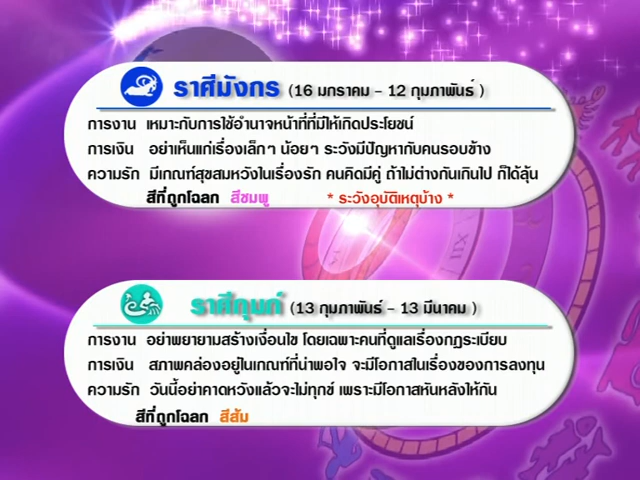 ราศีมังกร (16 มกราคม - 12 กุมภาพันธ์ )
การงาน เหมาะกับการใช้อำนาจหน้าที่ที่มีให้เกิดประโยชน์
การเงิน อย่าเห็นแก่เรื่องเล็กๆ น้อยๆ ระวังมีปัญหากับคนรอบข้าง
ความรัก มีเกณฑ์สุขสมหวังในเรื่องรัก คนคิดมีคู่ ถ้าไม่ต่างกันเกินไป ก็ได้ลุ้น
สีที่ถูกโฉลก สีชมพู * ระวังอุบัติเหตุบ้าง *
ราศีกุมภ์ (13 กุมภาพันธ์ - 13 มีนาคม )
การงาน อย่าพยายามสร้างเงื่อนไข โดยเฉพาะคนที่ดูแลเรื่องกฎระเบียบ
การเงิน สภาพคล่องอยู่ในเกณฑ์ที่น่าพอใจ จะมีโอกาสในเรื่องของการลงทุน
ความรัก วันนี้อย่าคาดหวังแล้วจะไม่ทุกข์ เพราะมีโอกาสหันหลังให้กัน
สีที่ถูกโฉลก สีส้ม